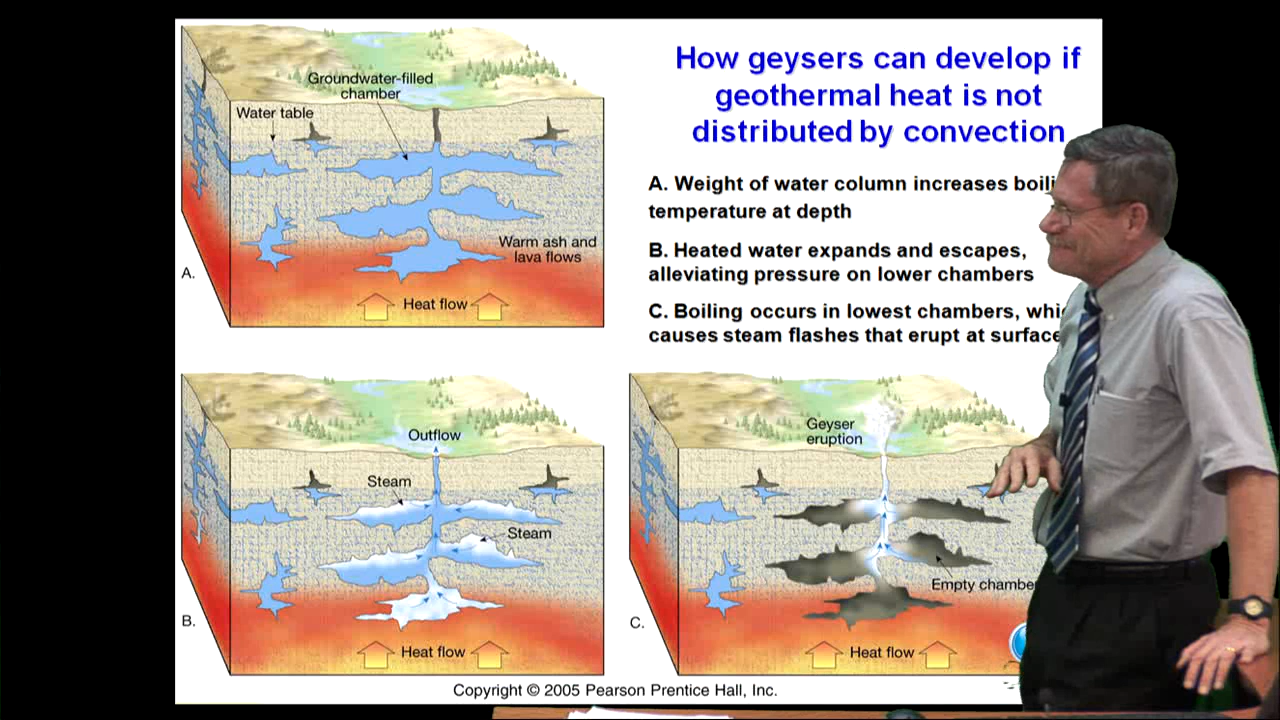 How geysers can develop if
geothermal heat is not
distributed by convection
A. Weight of water column increases
temperature at depth
B. Heated water expands and escapes,
alleviating pressure on lower chambers
C. Boiling occurs in lowest chambers,
causes steam flashes that erupt at surface
Groundwater-filled
chamber
Water table
Warm ash and
lava flows
A.
Heat flow
Outflow
Steam
Steam
B.
Heat flow
Geyser
eruption
Empty
C.
Heat flow
Copyright © 2005 Pearson Prentice Hall, Inc.